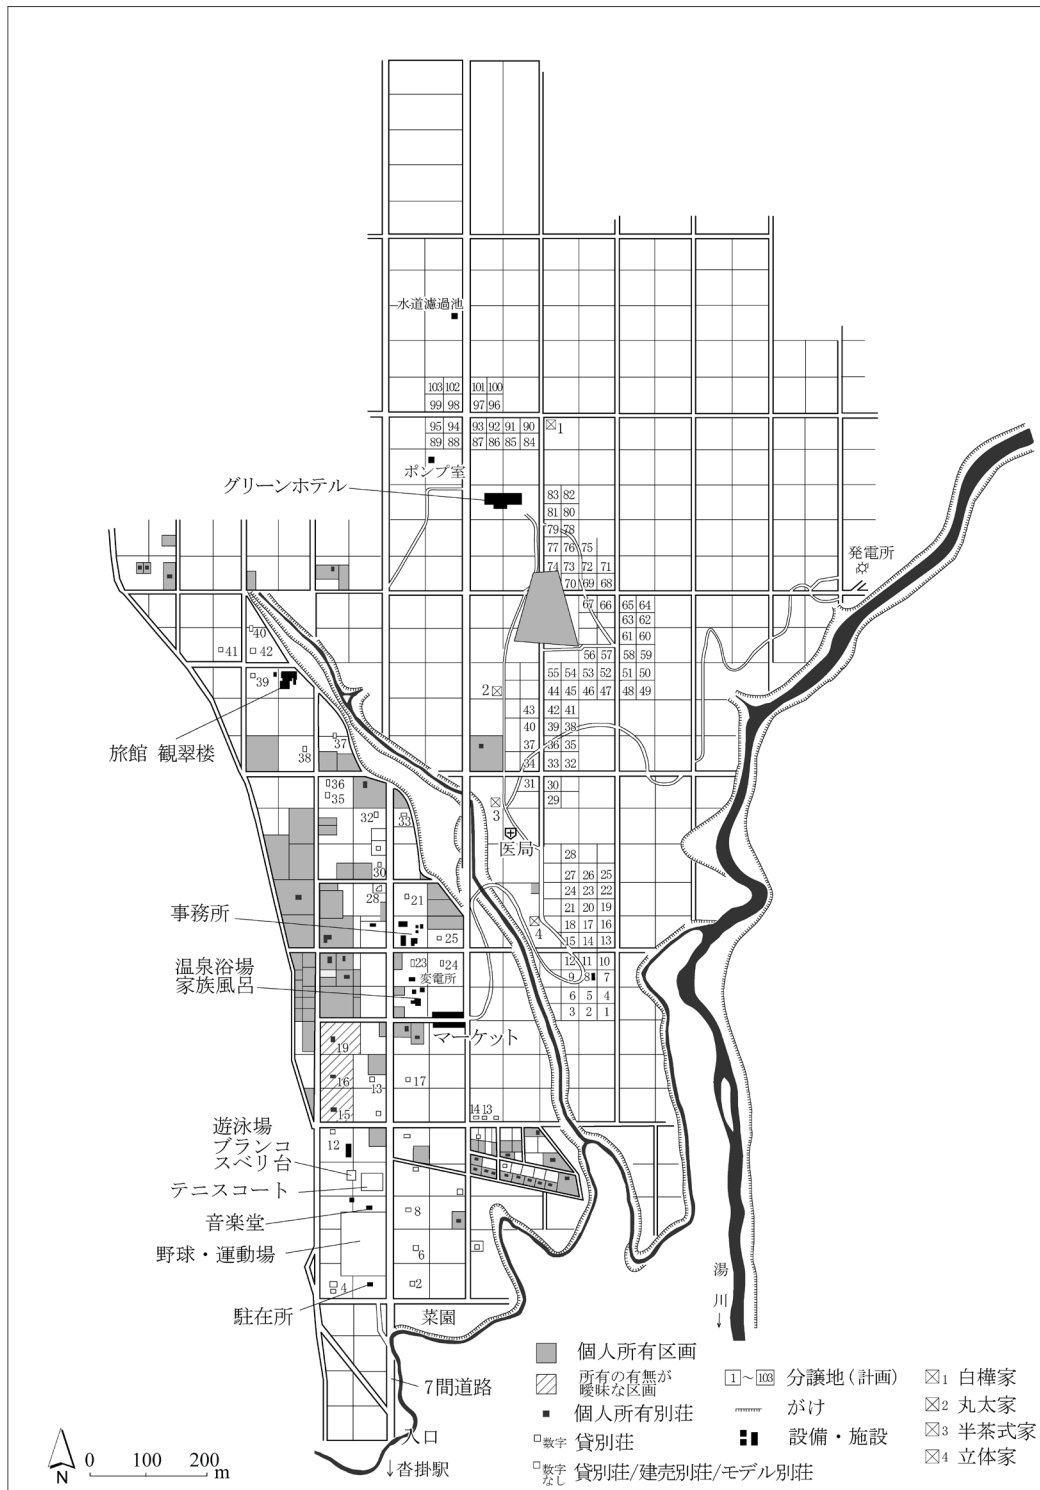 水道濾過池
103 102 101 100
99 98 97 96
95 94 93 92 91 90 1
89 88 87 86 85 84
ポンプ室
グリーンホテル
83 82
81 80
79 78
77 76 75
発電所
74 73 72 71
70 69 68
67 66 65 64
63 62
40 61 60
41 42 56 57 58 59
55 54 53 52 51 50
39 2 44 45 46 47 48 49
43 42 41
40 39 38
旅館 観翠楼
37 37 36 35
38 34 33 32
36 31 30
35 29
32 33 3
医局
28
30 27 26 25
28 21 24 23 22
事務所
21 20 19
4 18 17 16
25 15 14 13
温泉浴場
家族風呂
23 24 12 11 10
変電所
9 8 7
6 5 4
3 2 1
マーケット
19
16 13 17
15 14 13
遊泳場
ブランコ
スベリ台
12
テニスコート
音楽堂
8
野球・運動場
6
4 2
駐在所
菜園
湯川↓
7間道路
入口
↓沓掛駅
個人所有区画
所有の有無が
曖昧な区画
個人所有別荘
数字 貸別荘
数字なし 貸別荘/建売別荘/モデル別荘
1~103 分譲地(計画)
がけ
設備・施設
1 白樺家
2 丸太家
3 半茶式家
4 立体家
N
0 100 200 m